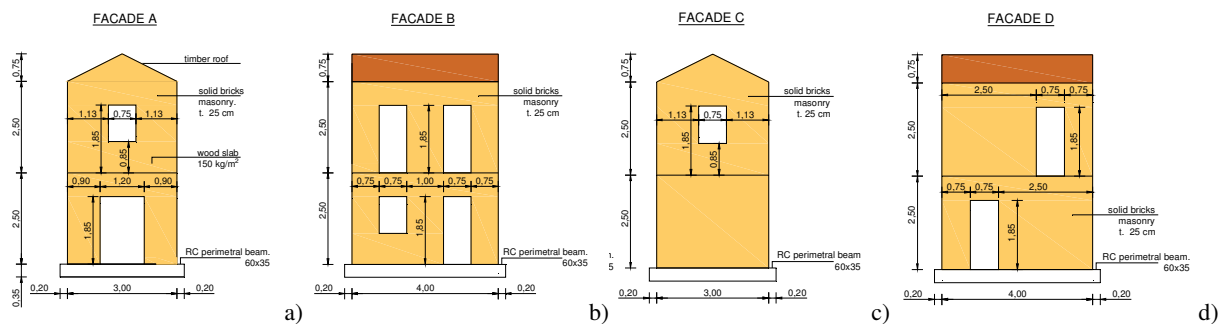 FACADE A
timber roof
0,75
solid bricks
masonry.
t. 25 cm
1,13
0,75
1,13
2,50
1,85
0,85
wood slab
150 kg/m²
0,90
1,20
0,90
2,50
1,85
RC perimetral beam.
60x35
0,35
0,20
3,00
0,20
a)
FACADE B
0,75
solid bricks
masonry
t. 25 cm
2,50
1,85
0,75
0,75
1,00
0,75
0,75
2,50
1,85
RC perimetral beam.
60x35
0,20
4,00
0,20
b)
FACADE C
0,75
solid bricks
masonry
t. 25 cm
1,13
0,75
1,13
2,50
1,85
0,85
2,50
RC perimetral beam
60x35
0,20
3,00
0,20
c)
FACADE D
0,75
2,50
0,75
0,75
2,50
1,85
0,75
0,75
2,50
2,50
1,85
solid bricks
masonry
t. 25 cm
RC perimetral beam.
60x35
0,20
4,00
0,20
d)